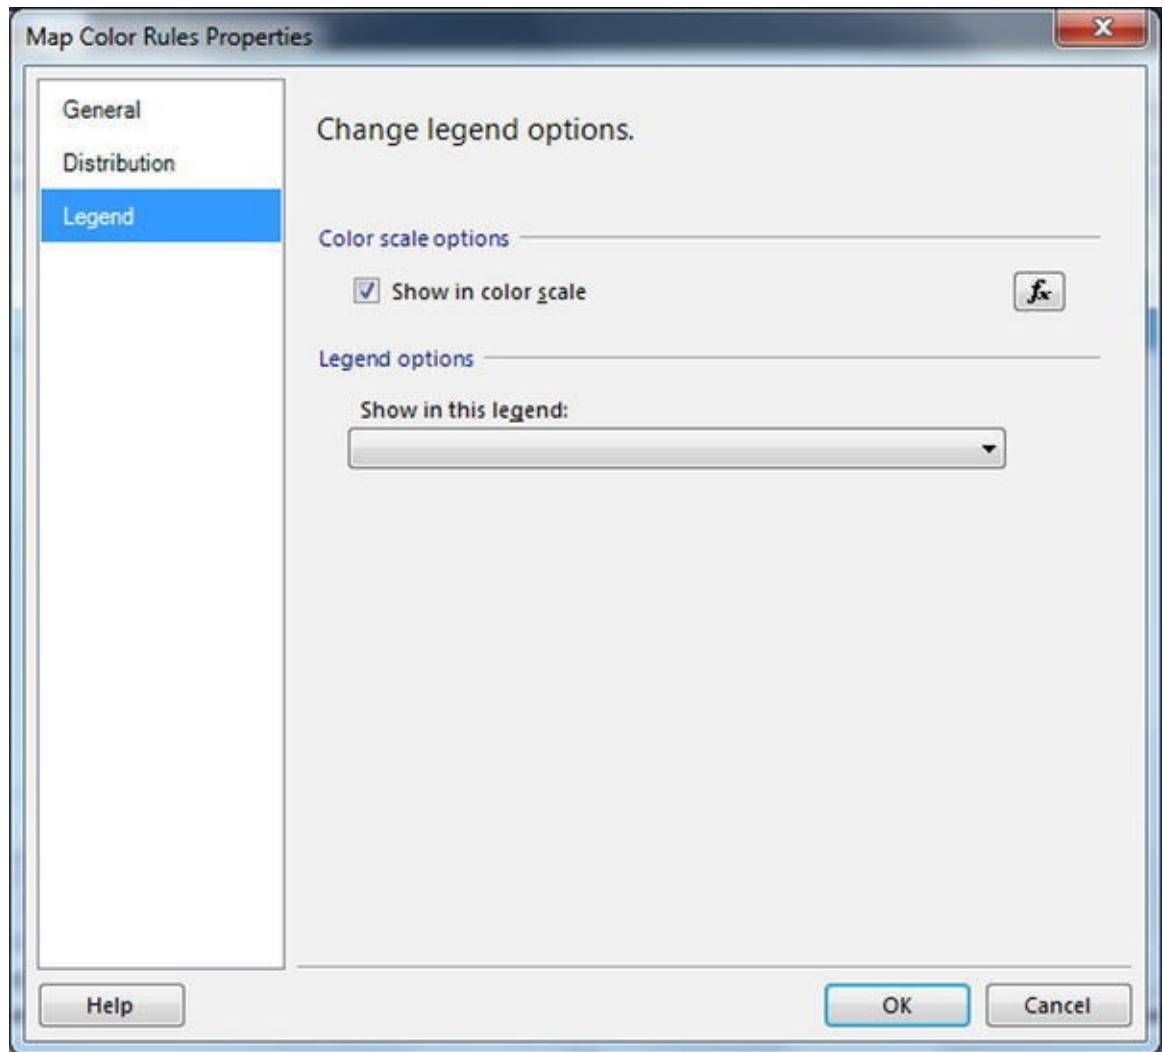 Map Color Rules Properties
General
Distribution
Legend
Change legend options.
Color scale options
Show in color scale
fx
Legend options
Show in this legend:
Help
OK
Cancel